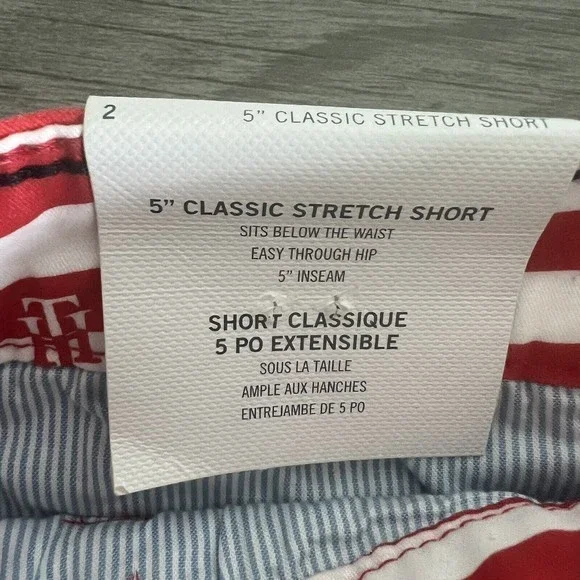 2
5" CLASSIC STRETCH SHORT
5" CLASSIC STRETCH SHORT
SITS BELOW THE WAIST
EASY THROUGH HIP
5" INSEAM
SHORT CLASSIQUE
5 PO EXTENSIBLE
SOUS LA TAILLE
AMPLE AUX HANCHES
ENTREJAMBE DE 5 PO